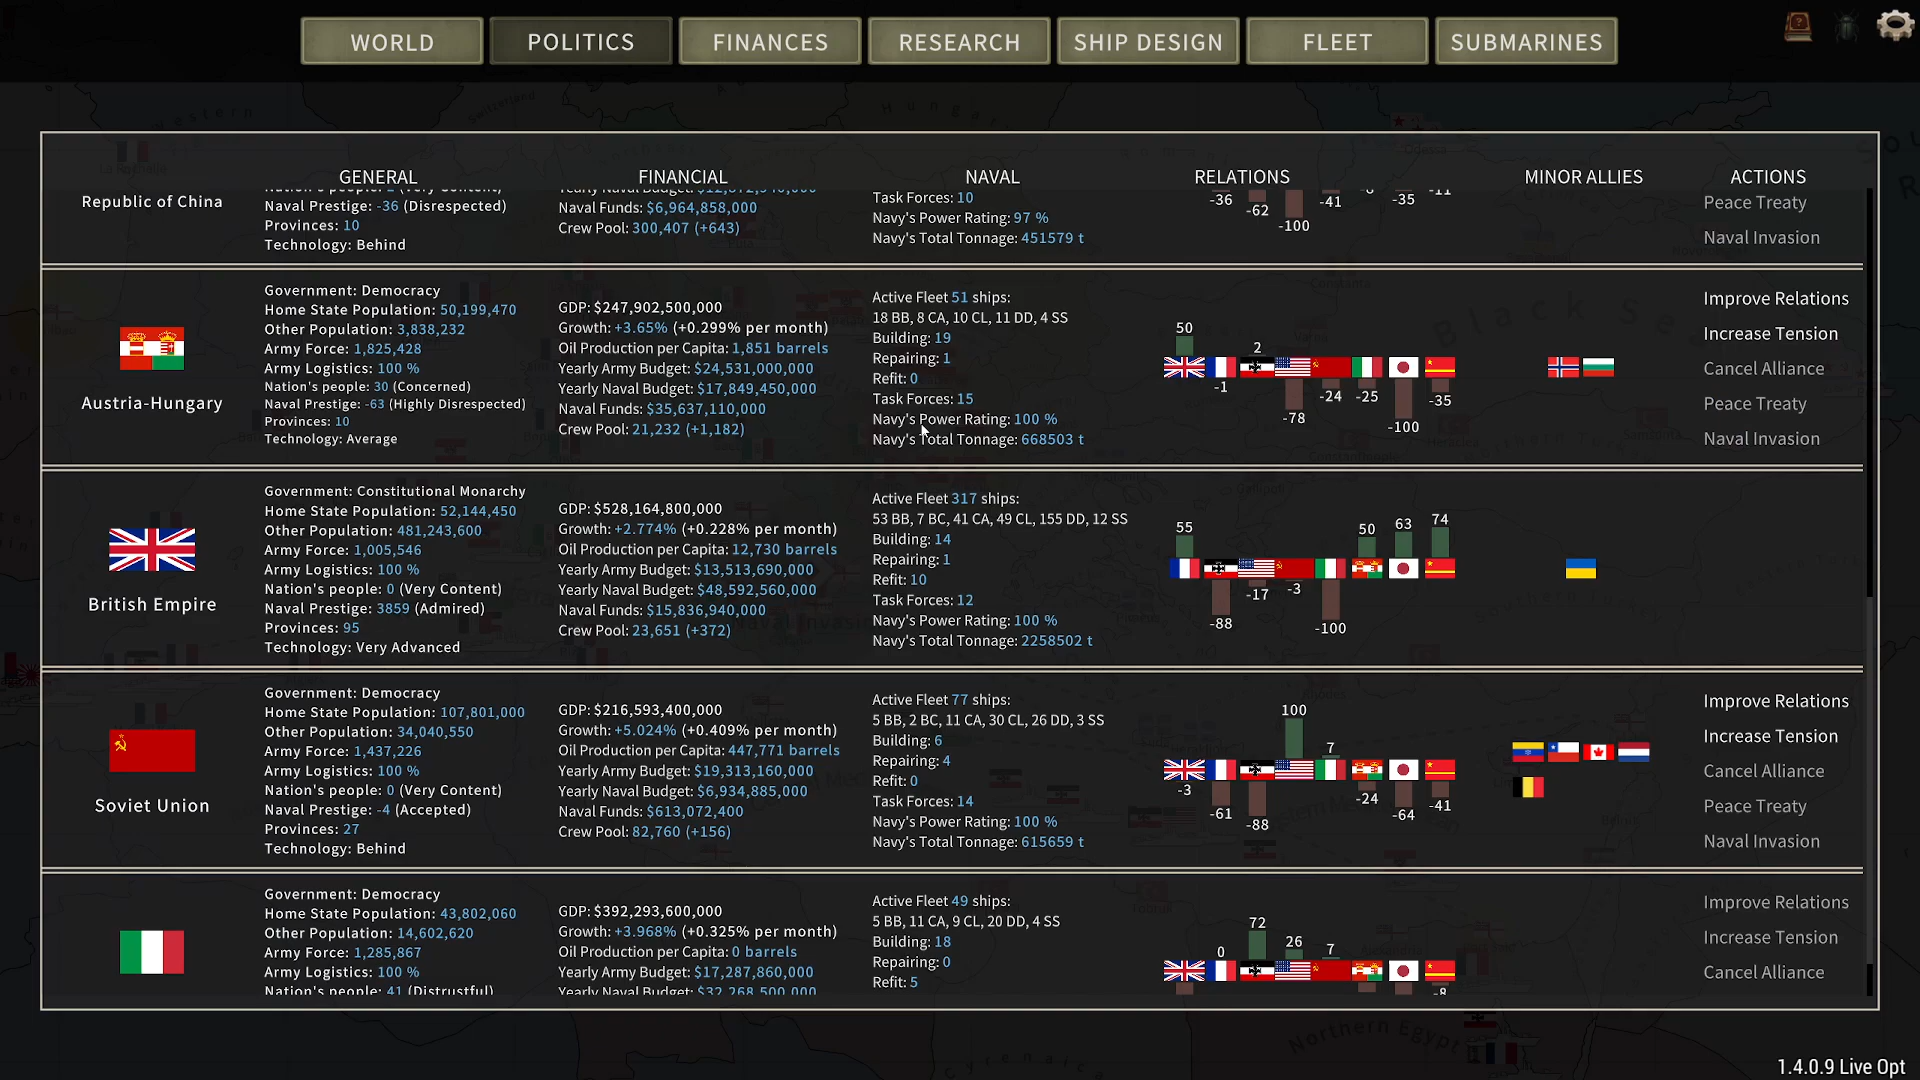 WORLD
POLITICS
FINANCES
RESEARCH
SHIP DESIGN
FLEET
SUBMARINES
GENERAL
FINANCIAL
NAVAL
RELATIONS
MINOR ALLIES
ACTIONS
Republic of China
Naval Prestige: -36 (Disrespected)
Provinces: 10
Technology: Behind
Naval Funds: $6,964,858,000
Crew Pool: 300,407 (+643)
Task Forces: 10
Navy's Power Rating: 97 %
Navy's Total Tonnage: 451579 t
-36
-62
-100
-41
-35
-11
Peace Treaty
Naval Invasion
Austria-Hungary
Government: Democracy
Home State Population: 50,199,470
Other Population: 3,838,232
Army Force: 1,825,428
Army Logistics: 100 %
Nation's people: 30 (Concerned)
Naval Prestige: -63 (Highly Disrespected)
Provinces: 10
Technology: Average
GDP: $247,902,500,000
Growth: +3.65% (+0.299% per month)
Oil Production per Capita: 1,851 barrels
Yearly Army Budget: $24,531,000,000
Yearly Naval Budget: $17,849,450,000
Naval Funds: $35,637,110,000
Crew Pool: 21,232 (+1,182)
Active Fleet 51 ships:
18 BB, 8 CA, 10 CL, 11 DD, 4 SS
Building: 19
Repairing: 1
Refit: 0
Task Forces: 15
Navy's Power Rating: 100 %
Navy's Total Tonnage: 668503 t
50
-1
2
-78
-24
-25
-100
-35
Improve Relations
Increase Tension
Cancel Alliance
Peace Treaty
Naval Invasion
British Empire
Government: Constitutional Monarchy
Home State Population: 52,144,450
Other Population: 481,243,600
Army Force: 1,005,546
Army Logistics: 100 %
Nation's people: 0 (Very Content)
Naval Prestige: 3859 (Admired)
Provinces: 95
Technology: Very Advanced
GDP: $528,164,800,000
Growth: +2.774% (+0.228% per month)
Oil Production per Capita: 12,730 barrels
Yearly Army Budget: $13,513,690,000
Yearly Naval Budget: $48,592,560,000
Naval Funds: $15,836,940,000
Crew Pool: 23,651 (+372)
Active Fleet 317 ships:
53 BB, 7 BC, 41 CA, 49 CL, 155 DD, 12 SS
Building: 14
Repairing: 1
Refit: 10
Task Forces: 12
Navy's Power Rating: 100 %
Navy's Total Tonnage: 2258502 t
55
-88
-17
-3
-100
50
63
74
Soviet Union
Government: Democracy
Home State Population: 107,801,000
Other Population: 34,040,550
Army Force: 1,437,226
Army Logistics: 100 %
Nation's people: 0 (Very Content)
Naval Prestige: -4 (Accepted)
Provinces: 27
Technology: Behind
GDP: $216,593,400,000
Growth: +5.024% (+0.409% per month)
Oil Production per Capita: 447,771 barrels
Yearly Army Budget: $19,313,160,000
Yearly Naval Budget: $6,934,885,000
Naval Funds: $613,072,400
Crew Pool: 82,760 (+156)
Active Fleet 77 ships:
5 BB, 2 BC, 11 CA, 30 CL, 26 DD, 3 SS
Building: 6
Repairing: 4
Refit: 0
Task Forces: 14
Navy's Power Rating: 100 %
Navy's Total Tonnage: 615659 t
-3
-61
-88
100
7
-24
-64
-41
Improve Relations
Increase Tension
Cancel Alliance
Peace Treaty
Naval Invasion
Government: Democracy
Home State Population: 43,802,060
Other Population: 14,602,620
Army Force: 1,285,867
Army Logistics: 100 %
Nation's people: 41 (Distrustful)
GDP: $392,293,600,000
Growth: +3.968% (+0.325% per month)
Oil Production per Capita: 0 barrels
Yearly Army Budget: $17,287,860,000
Yearly Naval Budget: $32,268,500,000
Active Fleet 49 ships:
5 BB, 11 CA, 9 CL, 20 DD, 4 SS
Building: 18
Repairing: 0
Refit: 5
0
72
26
7
-8
Improve Relations
Increase Tension
Cancel Alliance
Northern Egypt
1.4.0.9 Live Opt